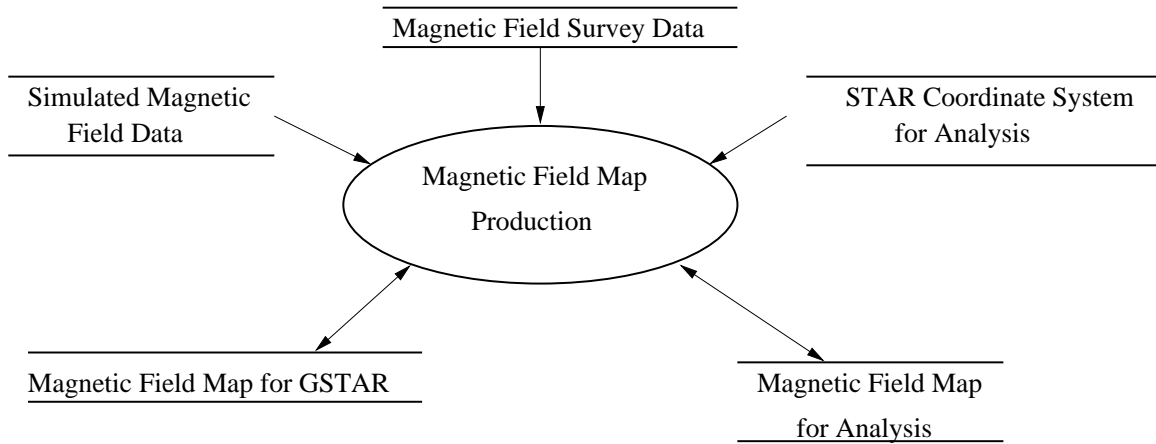 Magnetic Field Survey Data
Simulated Magnetic
Field Data
STAR Coordinate System
for Analysis
Magnetic Field Map
Production
Magnetic Field Map for GSTAR
Magnetic Field Map
for Analysis